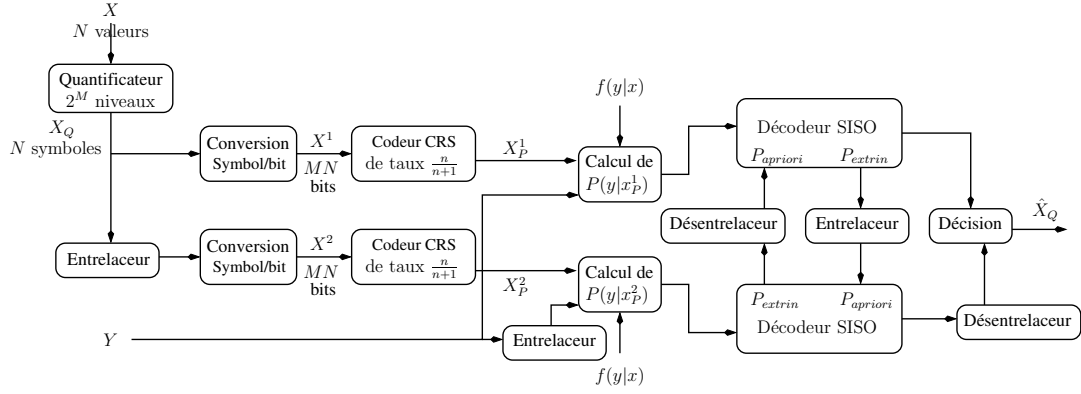 X
N valeurs
Quantificateur
2^M niveaux
X_Q
N symboles
Conversion
Symbol/bit
X^1
MN
bits
Codeur CRS
de taux n/n+1
X_P^1
f(y|x)
Calcul de
P(y|x_P^1)
Décodeur SISO
P_apriori
P_extrin
Désentrelaceur
Entrelaceur
Décision
X̂_Q
Entrelaceur
Conversion
Symbol/bit
X^2
MN
bits
Codeur CRS
de taux n/n+1
X_P^2
Calcul de
P(y|x_P^2)
P_extrin
P_apriori
Décodeur SISO
Désentrelaceur
Y
Entrelaceur
f(y|x)